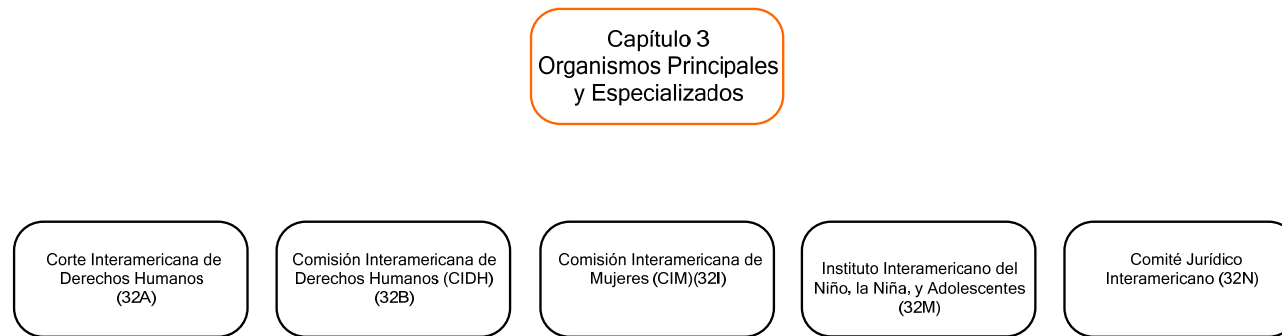 Capítulo 3
Organismos Principales
y Especializados
Corte Interamericana de
Derechos Humanos
(32A)
Comisión Interamericana de
Derechos Humanos (CIDH)
(32B)
Comisión Interamericana de
Mujeres (CIM)(32I)
Instituto Interamericano del
Niño, la Niña, y Adolescentes
(32M)
Comité Jurídico
Interamericano (32N)